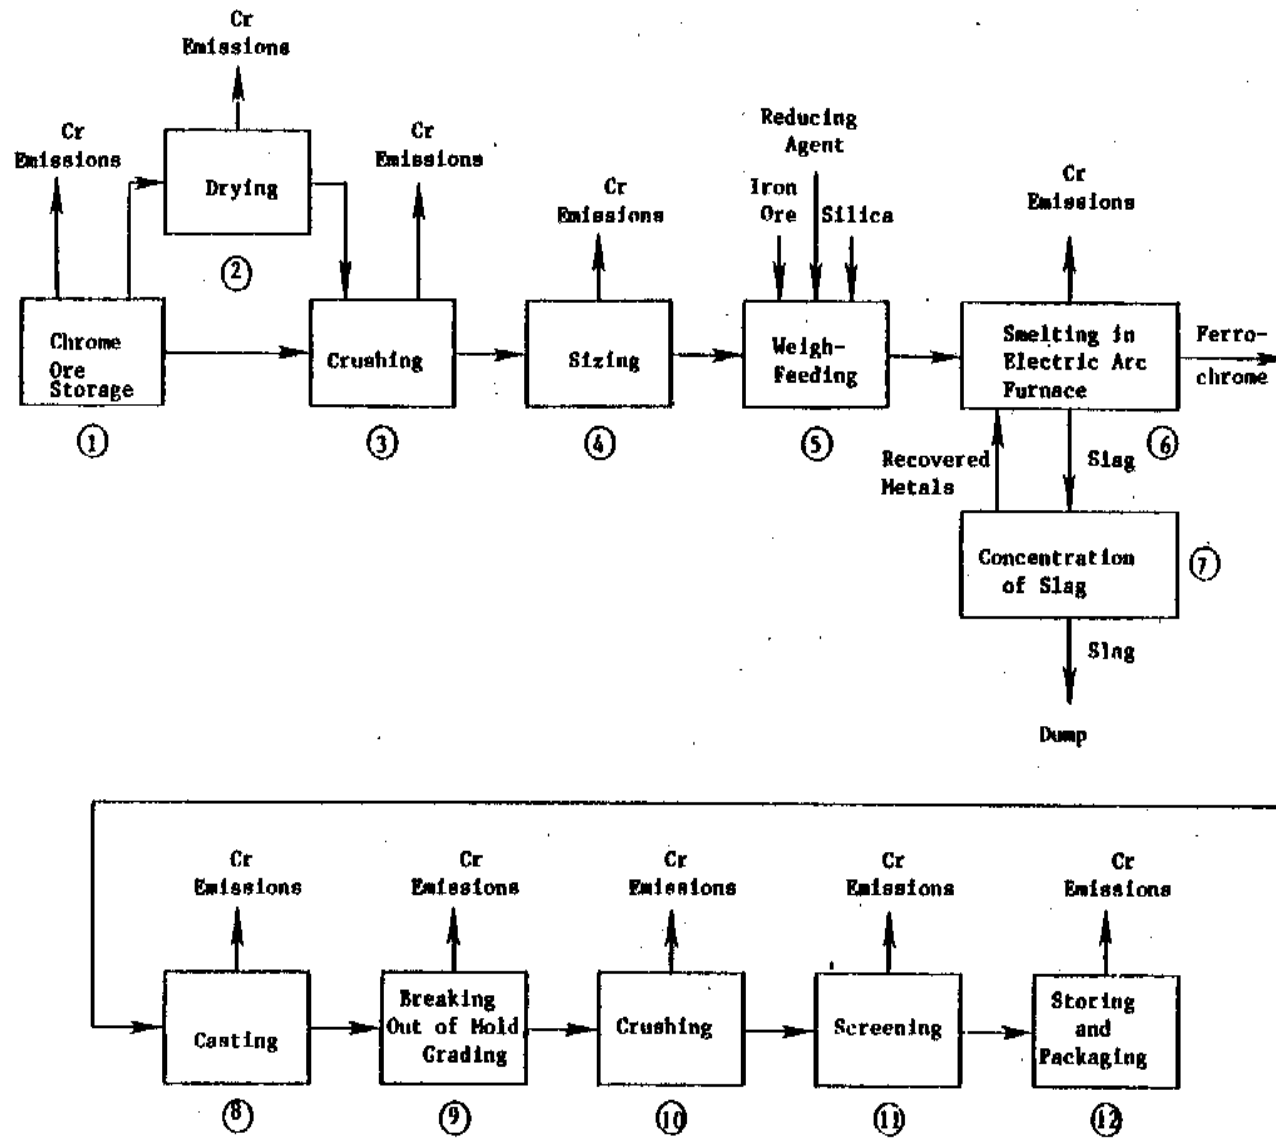 Cr
Emissions
Cr
Emissions
Drying
2
Cr
Emissions
Chrome
Ore
Storage
1
Crushing
3
Cr
Emissions
Sizing
4
Reducing
Agent
Iron
Ore
Silica
Weigh-
Feeding
5
Cr
Emissions
Smelting in
Electric Arc
Furnace
6
Ferro-
chrome
Recovered
Metals
Slag
Concentration
of Slag
7
Slag
Dump
Cr
Emissions
Casting
8
Cr
Emissions
Breaking
Out of Mold
Grading
9
Cr
Emissions
Crushing
10
Cr
Emissions
Screening
11
Cr
Emissions
Storing
and
Packaging
12